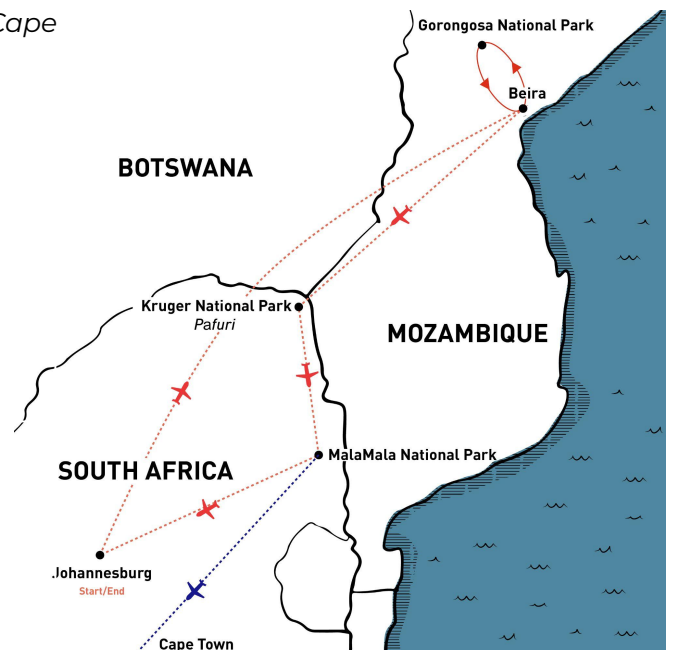 Cape
Gorongosa National Park
Beira
BOTSWANA
Kruger National Park
Pafuri
MOZAMBIQUE
MalaMala National Park
SOUTH AFRICA
Johannesburg
Start/End
Cape Town